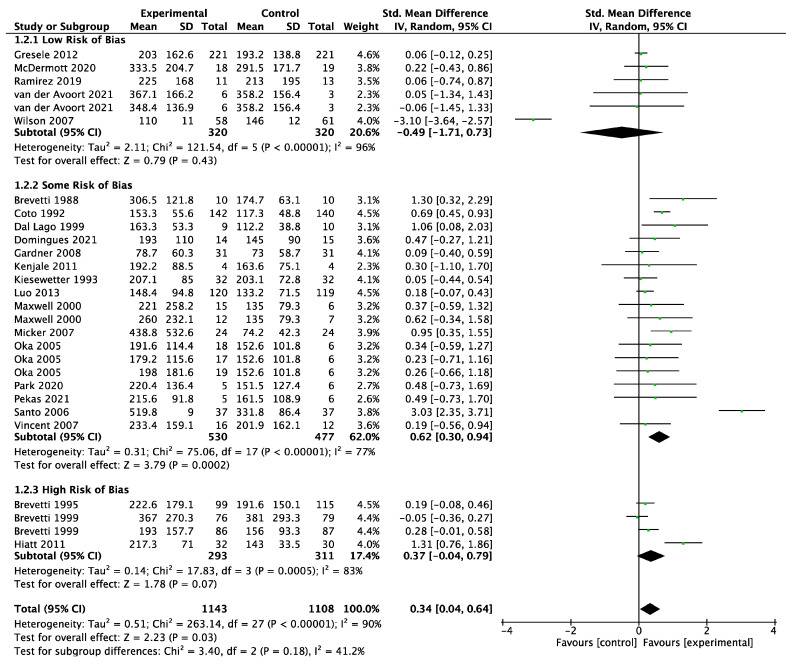 Experimental Control Std. Mean Difference Std. Mean Difference
Study or Subgroup Mean SD Total Mean SD Total Weight IV, Random, 95% CI IV, Random, 95% CI
1.2.1 Low Risk of Bias
Gresele 2012 203 162.6 221 193.2 138.8 221 4.6% 0.06 [-0.12, 0.25]
McDermott 2020 333.5 204.7 18 291.5 171.7 19 4.0% 0.22 [-0.43, 0.86]
Ramirez 2019 225 168 11 213 195 13 3.7% 0.06 [-0.74, 0.87]
van der Avoort 2021 367.1 166.2 6 358.2 156.4 3 2.4% 0.05 [-1.34, 1.43]
van der Avoort 2021 348.4 136.9 6 358.2 156.4 3 2.4% -0.06 [-1.45, 1.33]
Wilson 2007 110 11 58 146 12 61 4.0% -3.10 [-3.64, -2.57]
Subtotal (95% CI) 320 320 20.6% -0.49 [-1.71, 0.73]
Heterogeneity: Tau² = 2.11; Chi² = 121.54, df = 5 (P < 0.00001); I² = 96%
Test for overall effect: Z = 0.79 (P = 0.43)
1.2.2 Some Risk of Bias
Brevetti 1988 306.5 121.8 10 174.7 63.1 10 3.1% 1.30 [0.32, 2.29]
Coto 1992 153.3 55.6 142 117.3 48.8 140 4.5% 0.69 [0.45, 0.93]
Dal Lago 1999 163.3 53.3 9 112.2 38.8 10 3.1% 1.06 [0.08, 2.03]
Domingues 2021 193 110 14 145 90 15 3.7% 0.47 [-0.27, 1.21]
Gardner 2008 78.7 60.3 31 73 58.7 31 4.1% 0.09 [-0.40, 0.59]
Kenjale 2011 192.2 88.5 4 163.6 75.1 4 2.3% 0.30 [-1.10, 1.70]
Kiesewetter 1993 207.1 85 32 203.1 72.8 32 4.1% 0.05 [-0.44, 0.54]
Luo 2013 148.4 94.8 120 133.2 71.5 119 4.5% 0.18 [-0.07, 0.43]
Maxwell 2000 221 258.2 15 135 79.3 6 3.2% 0.37 [-0.59, 1.32]
Maxwell 2000 260 232.1 12 135 79.3 7 3.2% 0.62 [-0.34, 1.58]
Micker 2007 438.8 532.6 24 74.2 42.3 24 4.0% 0.95 [0.35, 1.55]
Oka 2005 191.6 114.4 18 152.6 101.8 6 3.2% 0.34 [-0.59, 1.27]
Oka 2005 179.2 115.6 17 152.6 101.8 6 3.2% 0.23 [-0.71, 1.16]
Oka 2005 198 181.6 19 152.6 101.8 6 3.2% 0.26 [-0.66, 1.18]
Park 2020 220.4 136.4 5 151.5 127.4 6 2.6% 0.48 [-0.73, 1.69]
Pekas 2021 215.6 91.8 5 161.5 108.9 6 2.6% 0.49 [-0.73, 1.70]
Santo 2006 519.8 9 37 331.8 86.4 37 3.8% 3.03 [2.35, 3.71]
Vincent 2007 233.4 159.1 16 201.9 162.1 12 3.7% 0.19 [-0.56, 0.94]
Subtotal (95% CI) 530 477 62.0% 0.62 [0.30, 0.94]
Heterogeneity: Tau² = 0.31; Chi² = 75.06, df = 17 (P < 0.00001); I² = 77%
Test for overall effect: Z = 3.79 (P = 0.0002)
1.2.3 High Risk of Bias
Brevetti 1995 222.6 179.1 99 191.6 150.1 115 4.5% 0.19 [-0.08, 0.46]
Brevetti 1999 367 270.3 76 381 293.3 79 4.4% -0.05 [-0.36, 0.27]
Brevetti 1999 193 157.7 86 156 93.3 87 4.4% 0.28 [-0.01, 0.58]
Hiatt 2011 217.3 71 32 143 33.5 30 4.0% 1.31 [0.76, 1.86]
Subtotal (95% CI) 293 311 17.4% 0.37 [-0.04, 0.79]
Heterogeneity: Tau² = 0.14; Chi² = 17.83, df = 3 (P = 0.0005); I² = 83%
Test for overall effect: Z = 1.78 (P = 0.07)
Total (95% CI) 1143 1108 100.0% 0.34 [0.04, 0.64]
Heterogeneity: Tau² = 0.51; Chi² = 263.14, df = 27 (P < 0.00001); I² = 90%
Test for overall effect: Z = 2.23 (P = 0.03)
Test for subgroup differences: Chi² = 3.40, df = 2 (P = 0.18), I² = 41.2%
-4 -2 0 2 4
Favours [control] Favours [experimental]